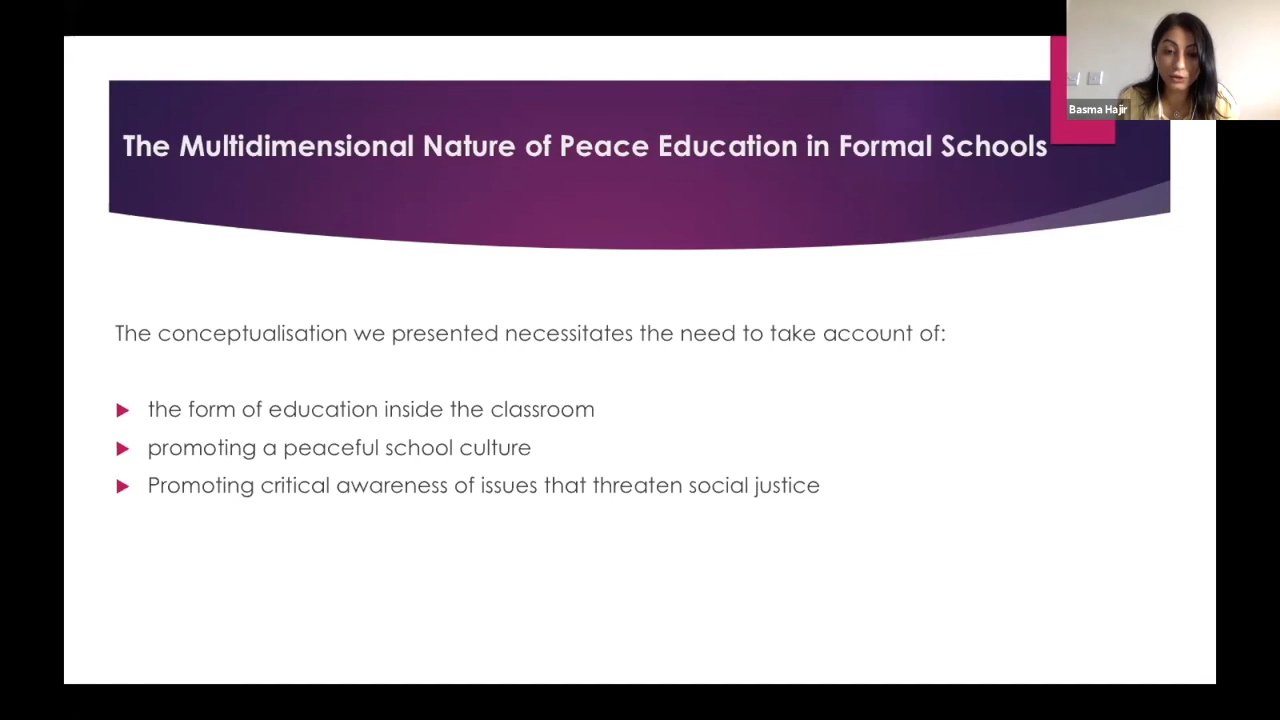 Basma Hajir
The Multidimensional Nature of Peace Education in Formal Schools
The conceptualisation we presented necessitates the need to take account of:
the form of education inside the classroom
promoting a peaceful school culture
Promoting critical awareness of issues that threaten social justice